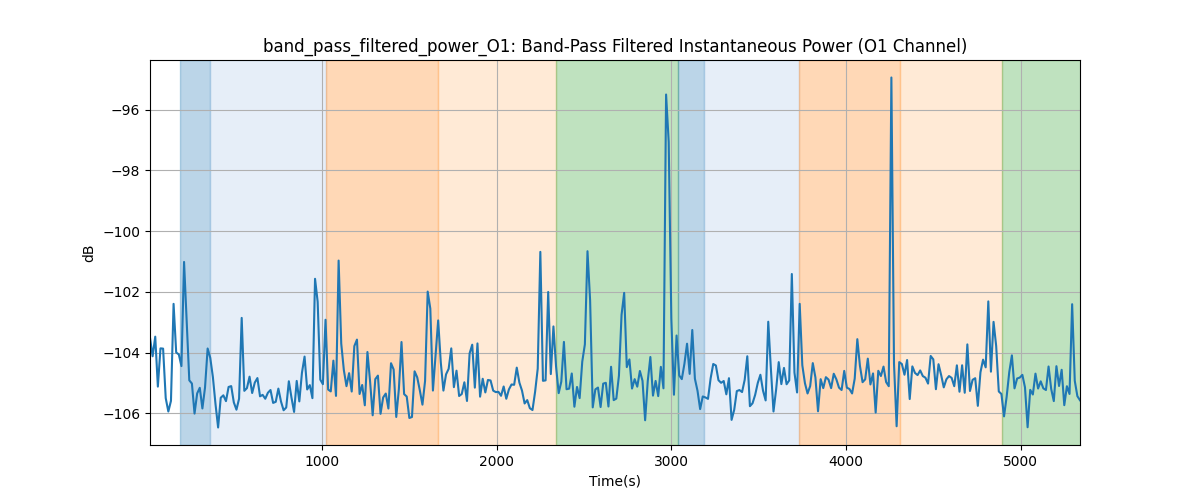 band_pass_filtered_power_O1: Band-Pass Filtered Instantaneous Power (O1 Channel)
−96
−98
−100
−102
−104
−106
dB
1000 2000 3000 4000 5000
Time(s)